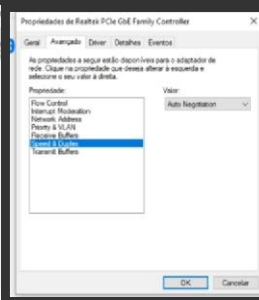 Propriedades de Realtek PCIe GbE Family Controller
Geral Avançado Driver Detalhes Eventos
As propriedades a seguir estão disponíveis para o adaptador de
rede. Clique na propriedade que deseja alterar à esquerda e
selecione o seu valor à direita.
Propriedade: Valor:
Flow Control Auto Negotiation
Interrupt Moderation
Network Address
Priority & VLAN
Receive Buffers
Speed & Duplex
Transmit Buffers
OK Cancelar